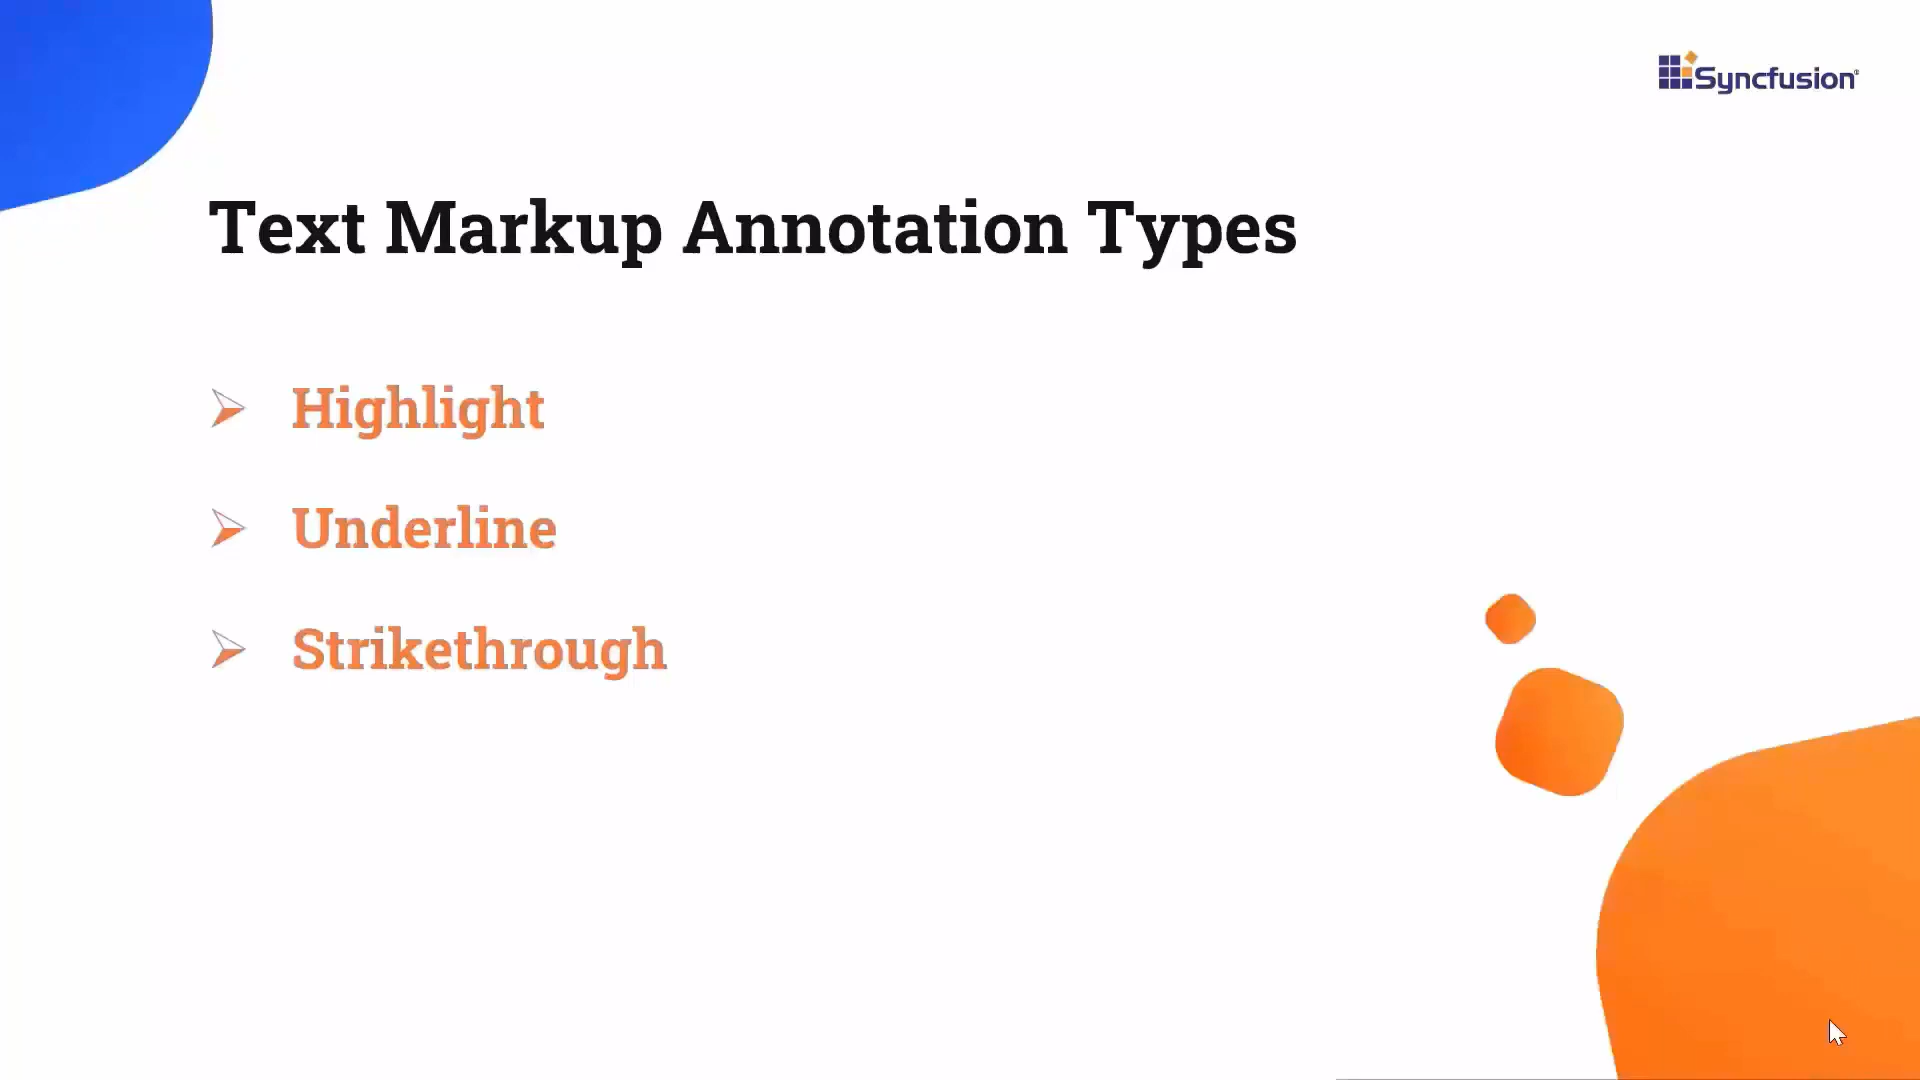 Syncfusion®
Text Markup Annotation Types
Highlight
Underline
Strikethrough